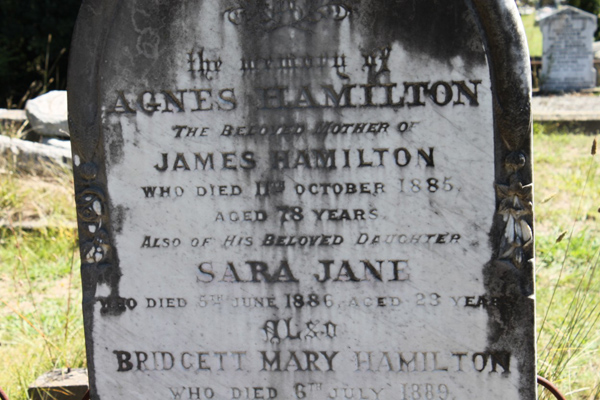 the memory of
AGNES HAMILTON
THE BELOVED MOTHER OF
JAMES HAMILTON
WHO DIED 11TH OCTOBER 1885,
AGED 78 YEARS
ALSO OF HIS BELOVED DAUGHTER
SARA JANE
WHO DIED 5TH JUNE 1886, AGED 23 YEARS
ALSO
BRIDGETT MARY HAMILTON
WHO DIED 6TH JULY 1889,